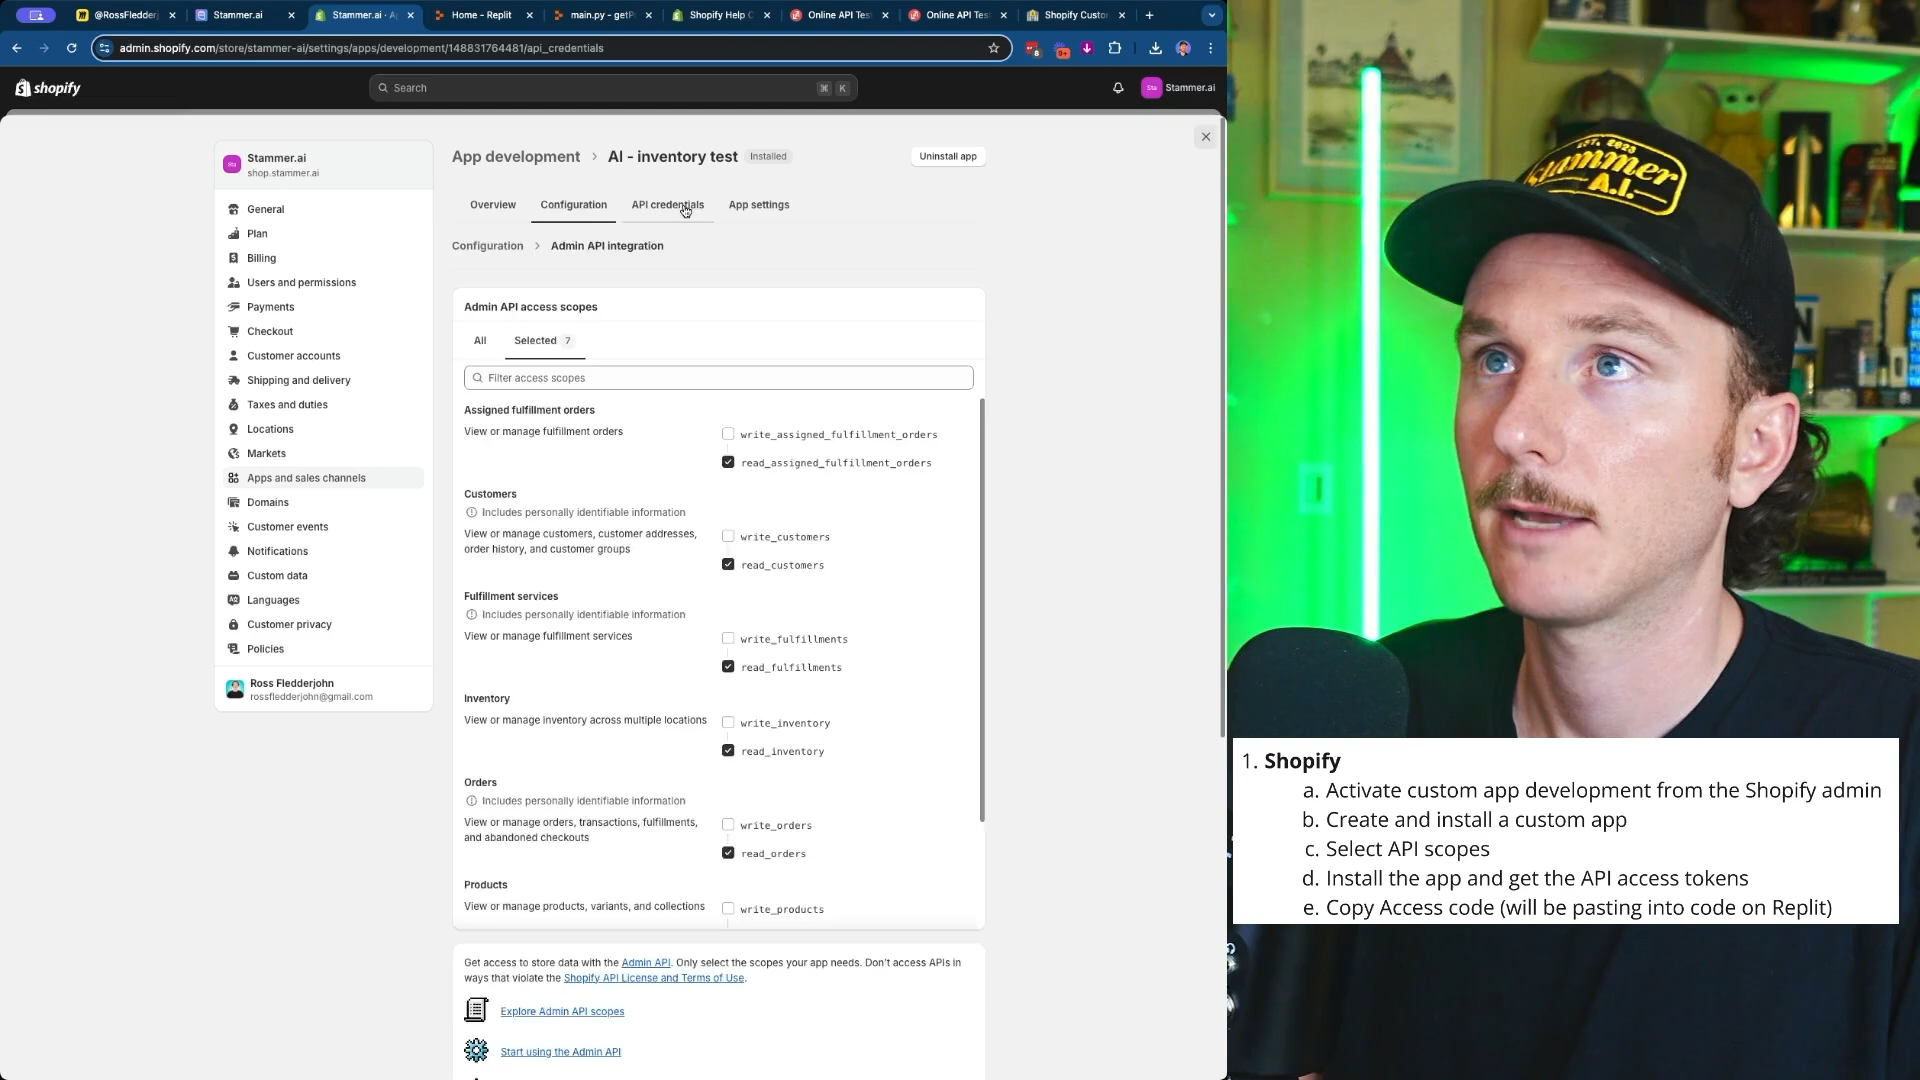 @RossFledder
Stammer.ai
Stammer.ai · A
Home - Replit
main.py - getP
Shopify Help C
Online API Tes
Online API Tes
Shopify Custo
admin.shopify.com/store/stammer-ai/settings/apps/development/148831764481/api_credentials
shopify
Search
⌘ K
Sta
Stammer.ai
Stammer.ai
shop.stammer.ai
General
Plan
Billing
Users and permissions
Payments
Checkout
Customer accounts
Shipping and delivery
Taxes and duties
Locations
Markets
Apps and sales channels
Domains
Customer events
Notifications
Custom data
Languages
Customer privacy
Policies
Ross Fledderjohn
rossfledderjohn@gmail.com
App development > AI - inventory test Installed
Uninstall app
Overview Configuration API credentials App settings
Configuration > Admin API integration
Admin API access scopes
All Selected 7
Filter access scopes
Assigned fulfillment orders
View or manage fulfillment orders
write_assigned_fulfillment_orders
read_assigned_fulfillment_orders
Customers
Includes personally identifiable information
View or manage customers, customer addresses,
order history, and customer groups
write_customers
read_customers
Fulfillment services
Includes personally identifiable information
View or manage fulfillment services
write_fulfillments
read_fulfillments
Inventory
View or manage inventory across multiple locations
write_inventory
read_inventory
Orders
Includes personally identifiable information
View or manage orders, transactions, fulfillments,
and abandoned checkouts
write_orders
read_orders
Products
View or manage products, variants, and collections
write_products
Get access to store data with the Admin API. Only select the scopes your app needs. Don't access APIs in
ways that violate the Shopify API License and Terms of Use.
Explore Admin API scopes
Start using the Admin API
EST. 2023
Stammer
A.I.
1. Shopify
a. Activate custom app development from the Shopify admin
b. Create and install a custom app
c. Select API scopes
d. Install the app and get the API access tokens
e. Copy Access code (will be pasting into code on Replit)